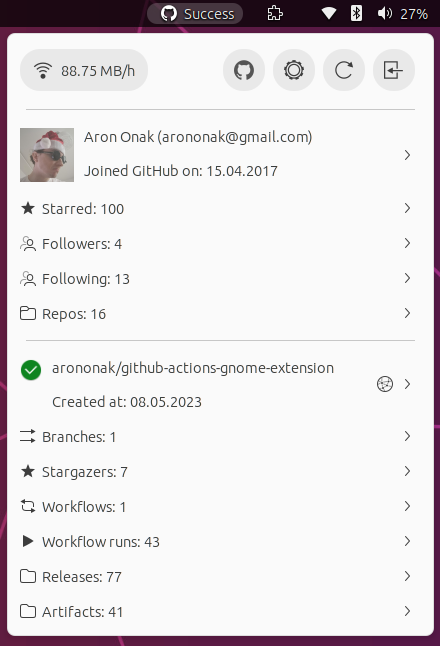 Success
27%
88.75 MB/h
Aron Onak (arononak@gmail.com)
Joined GitHub on: 15.04.2017
Starred: 100
Followers: 4
Following: 13
Repos: 16
arononak/github-actions-gnome-extension
Created at: 08.05.2023
Branches: 1
Stargazers: 7
Workflows: 1
Workflow runs: 43
Releases: 77
Artifacts: 41